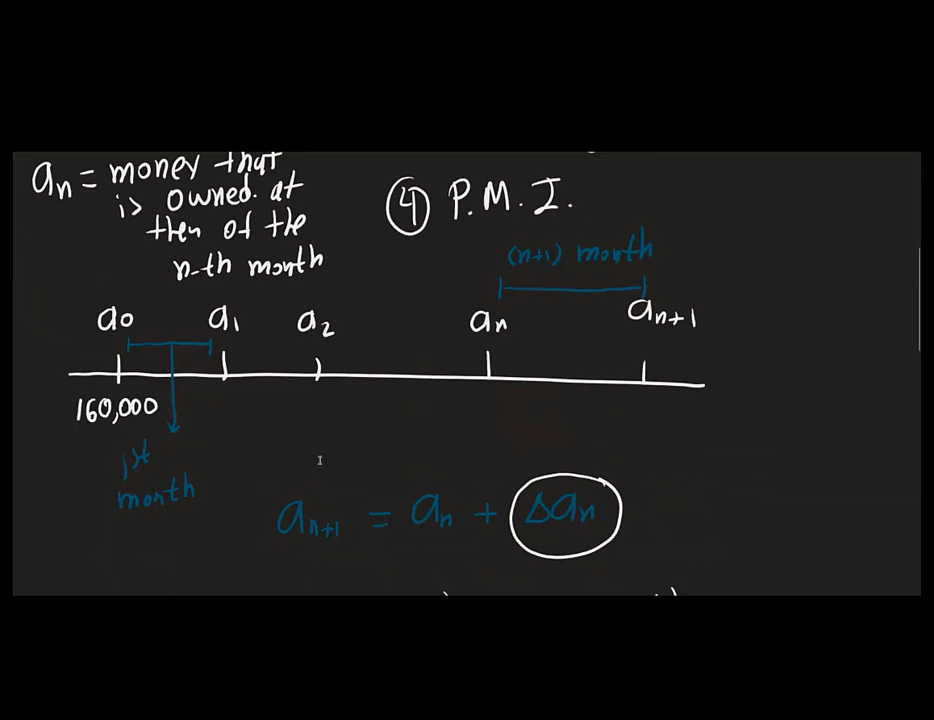 an = money that
is owned at
then of the
n-th month
④ P.M.I.
(n+1) month
a0 a1 a2 an an+1
160,000
1st
month
an+1 = an + Δan